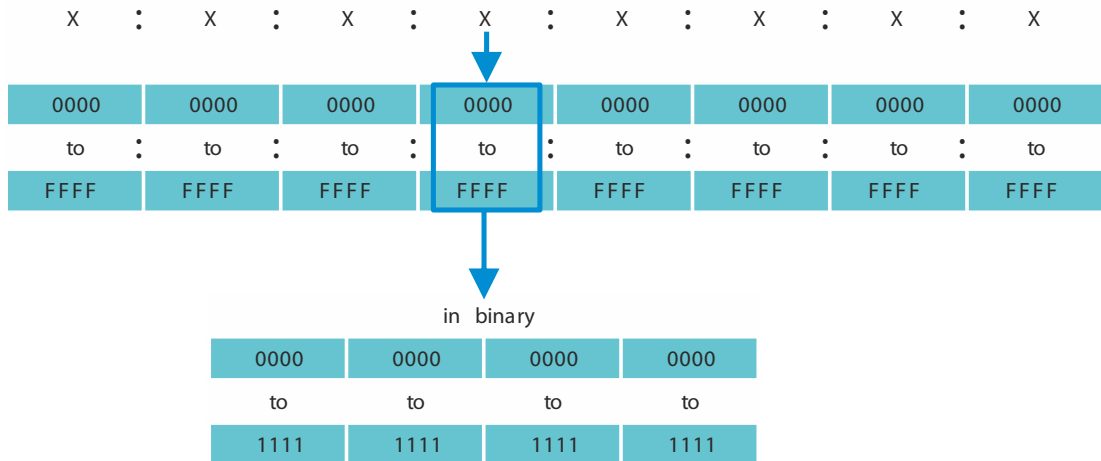 X : X : X : X : X : X : X : X
0000 0000 0000 0000 0000 0000 0000 0000
to : to : to : to : to : to : to : to
FFFF FFFF FFFF FFFF FFFF FFFF FFFF FFFF
in binary
0000 0000 0000 0000
to to to to
1111 1111 1111 1111